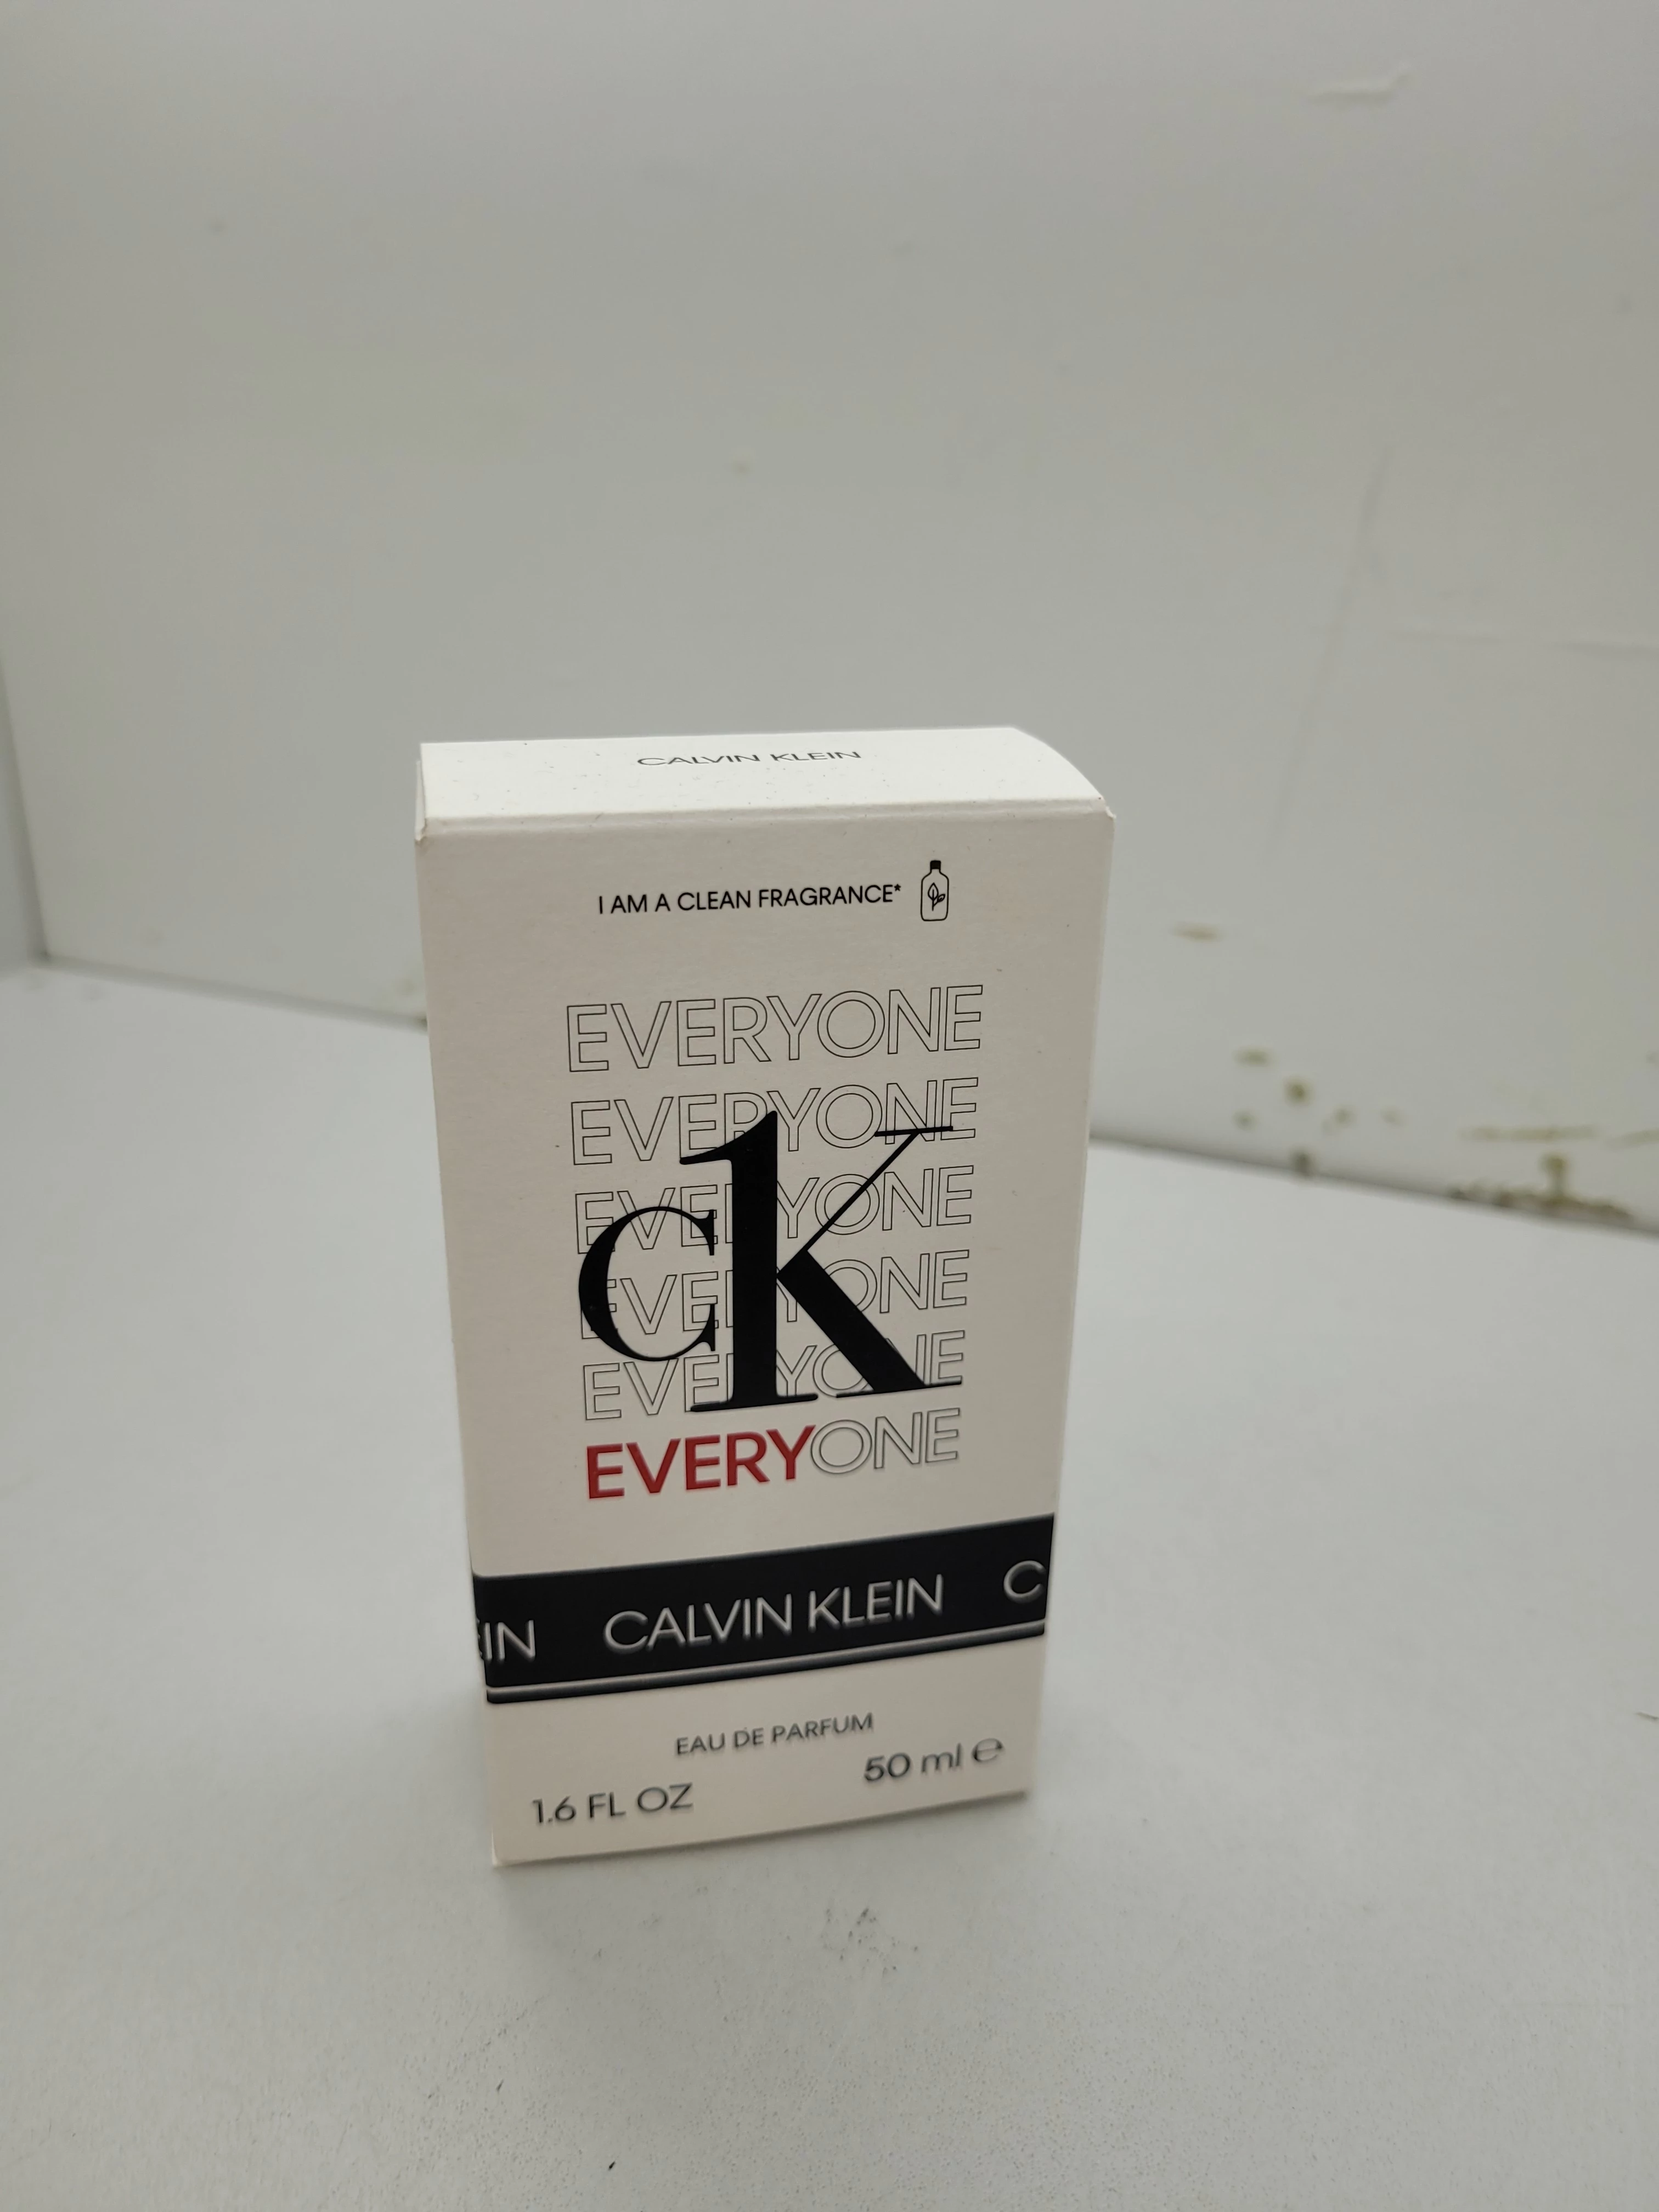 CALVIN KLEIN
I AM A CLEAN FRAGRANCE*
EVERYONE
EVERYONE
EVERYONE
EVERYONE
EVERYONE
ck
EVERYONE
IN CALVIN KLEIN C
EAU DE PARFUM
1.6 FL OZ 50 ml ℮